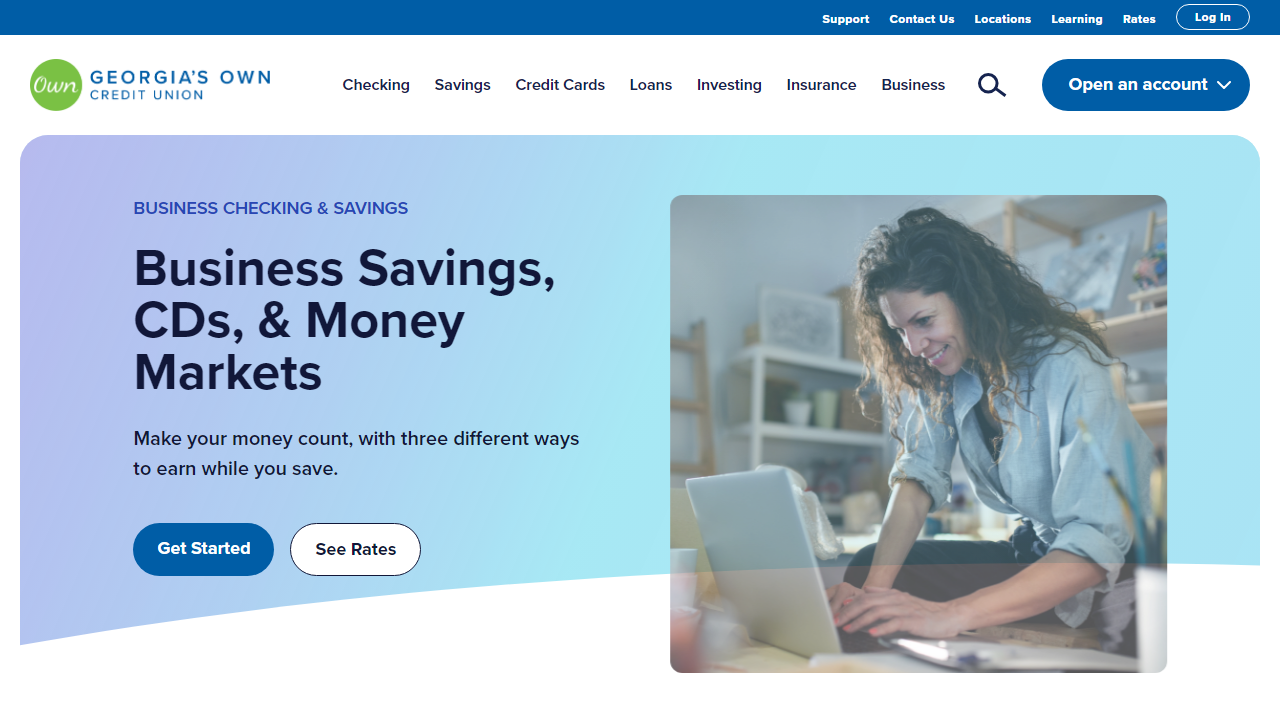 Support Contact Us Locations Learning Rates Log In
Own GEORGIA'S OWN
CREDIT UNION
Checking Savings Credit Cards Loans Investing Insurance Business Open an account
BUSINESS CHECKING & SAVINGS
Business Savings,
CDs, & Money
Markets
Make your money count, with three different ways
to earn while you save.
Get Started See Rates